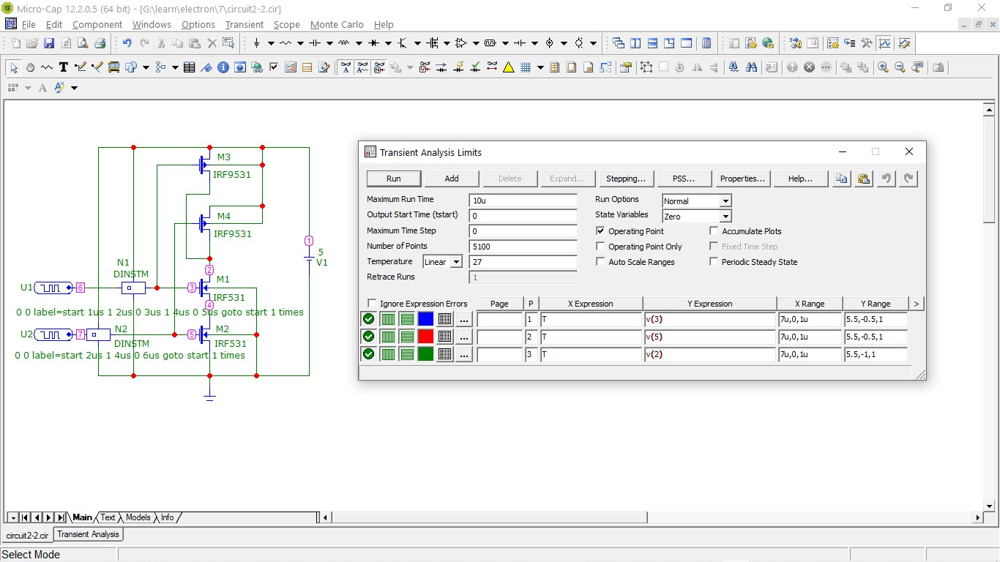 Micro-Cap 12.2.0.5 (64 bit) - [G:\learn\electron\7\circuit2-2.cir]
File Edit Component Windows Options Transient Scope Monte Carlo Help
M3
IRF9531
M4
IRF9531
1
5
V1
N1
DINSTM
2
M1
U1
6
3
IRF531
4
0 0 label=start 1us 1 2us 0 3us 1 4us 0 5us goto start 1 times
N2
M2
U2
7
5
DINSTM
IRF531
0 0 label=start 2us 1 4us 0 6us goto start 1 times
Transient Analysis Limits
Run Add Delete Expand... Stepping... PSS... Properties... Help...
Maximum Run Time 10u Run Options Normal
Output Start Time (tstart) 0 State Variables Zero
Maximum Time Step 0 Operating Point Accumulate Plots
Number of Points 5100 Operating Point Only Fixed Time Step
Temperature Linear 27 Auto Scale Ranges Periodic Steady State
Retrace Runs 1
Ignore Expression Errors Page P X Expression Y Expression X Range Y Range >
... 1 T v(3) 7u,0,1u 5.5,-0.5,1
... 2 T v(5) 7u,0,1u 5.5,-0.5,1
... 3 T v(2) 7u,0,1u 5.5,-1,1
Main Text Models Info
circuit2-2.cir Transient Analysis
Select Mode